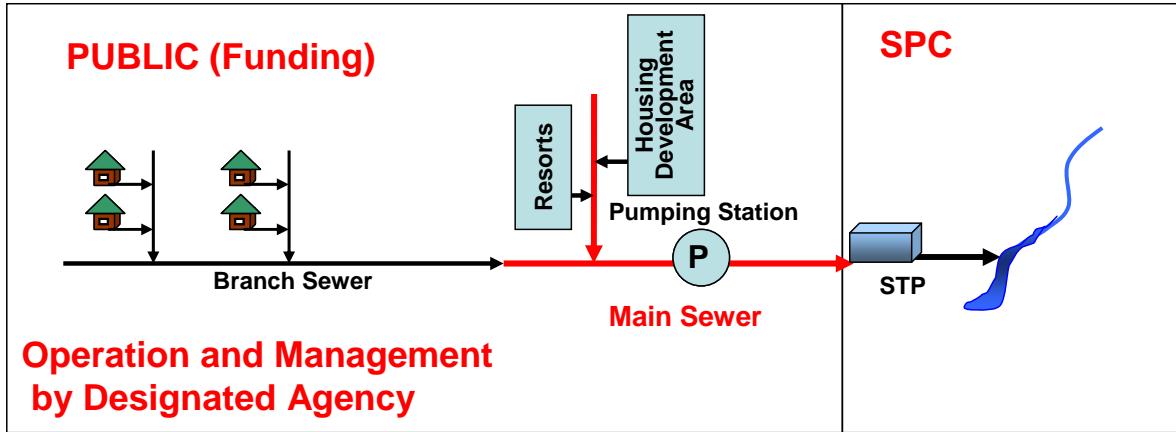 PUBLIC (Funding)
SPC
Resorts
Housing
Development
Area
Pumping Station
P
Branch Sewer
STP
Main Sewer
Operation and Management
by Designated Agency